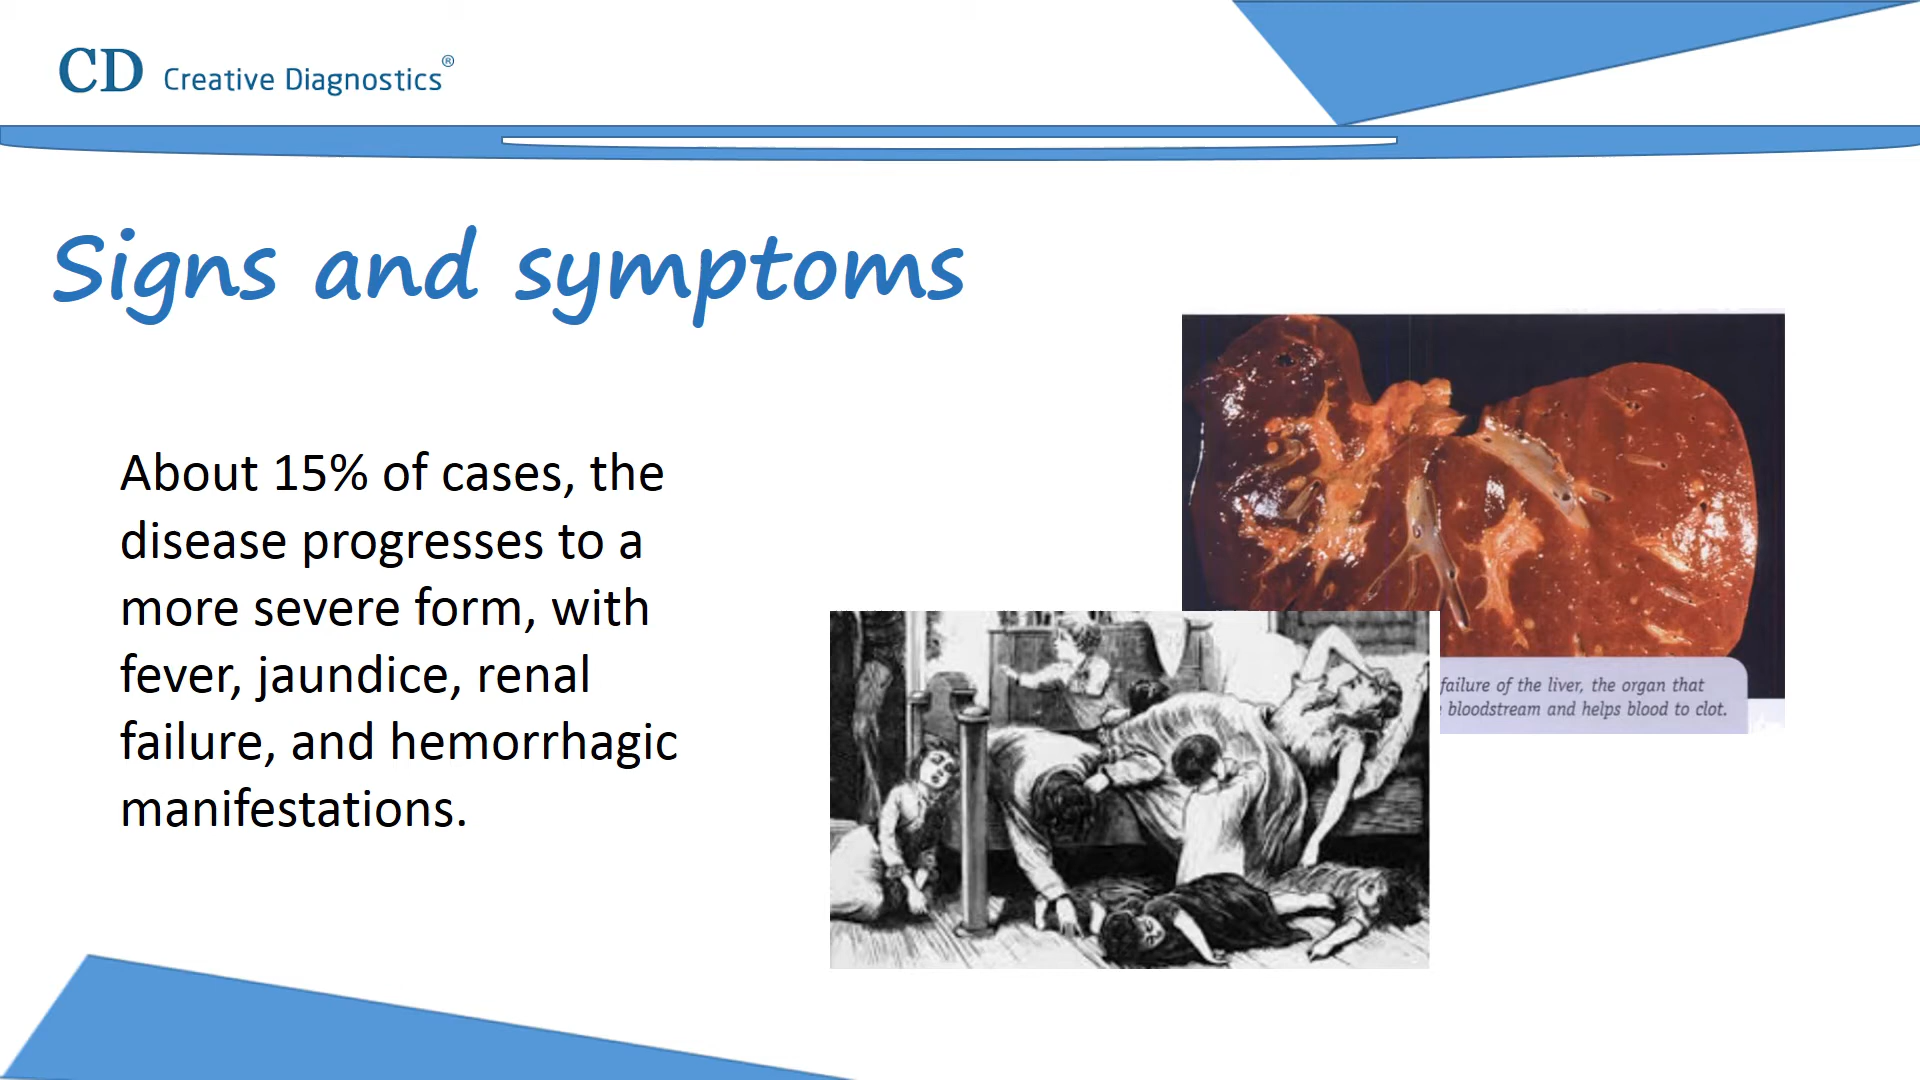 CD Creative Diagnostics®
Signs and symptoms
About 15% of cases, the
disease progresses to a
more severe form, with
fever, jaundice, renal
failure, and hemorrhagic
manifestations.
failure of the liver, the organ that
bloodstream and helps blood to clot.